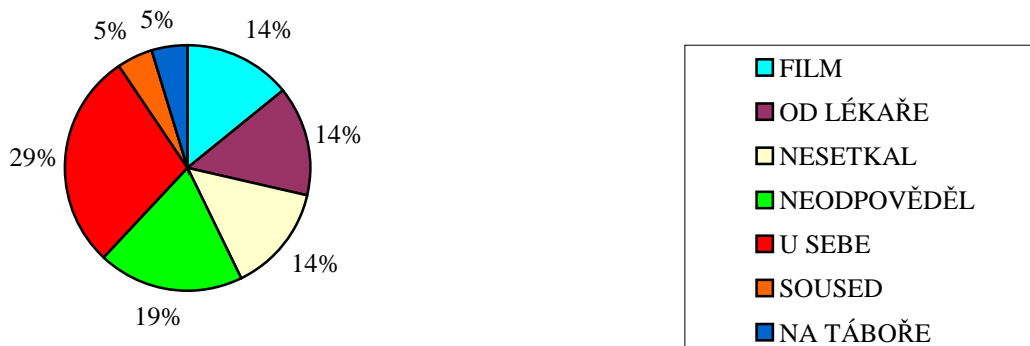 5%
5%
14%
14%
29%
14%
19%
FILM
OD LÉKAŘE
NESETKAL
NEODPOVĚDĚL
U SEBE
SOUSED
NA TÁBOŘE